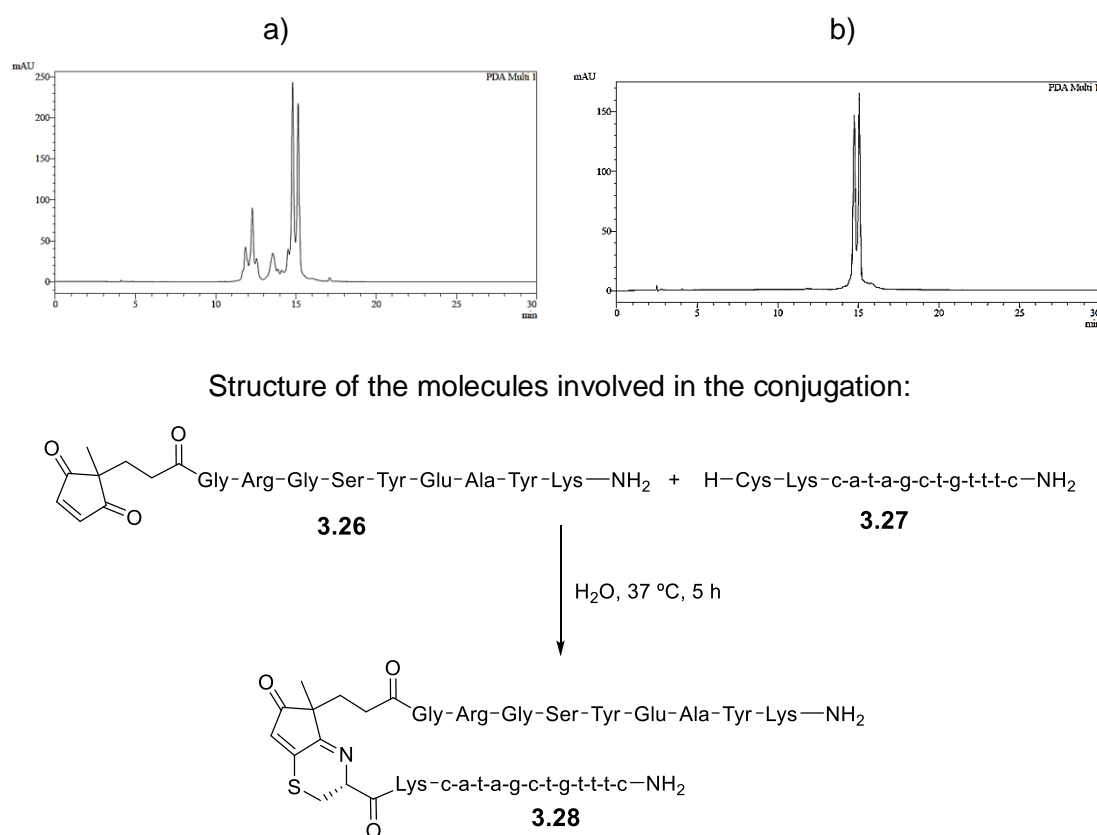 a)
b)
mAU
PDA Multi 1
250
200
150
100
50
0
0 5 10 15 20 25 30
min
mAU
PDA Multi 1
150
100
50
0
0 5 10 15 20 25 30
min
Structure of the molecules involved in the conjugation:
O
O
O
Gly-Arg-Gly-Ser-Tyr-Glu-Ala-Tyr-Lys-NH2 + H-Cys-Lys-c-a-t-a-g-c-t-g-t-t-t-c-NH2
3.26
3.27
H2O, 37 ºC, 5 h
O
O
Gly-Arg-Gly-Ser-Tyr-Glu-Ala-Tyr-Lys-NH2
N
S
Lys-c-a-t-a-g-c-t-g-t-t-t-c-NH2
O
3.28